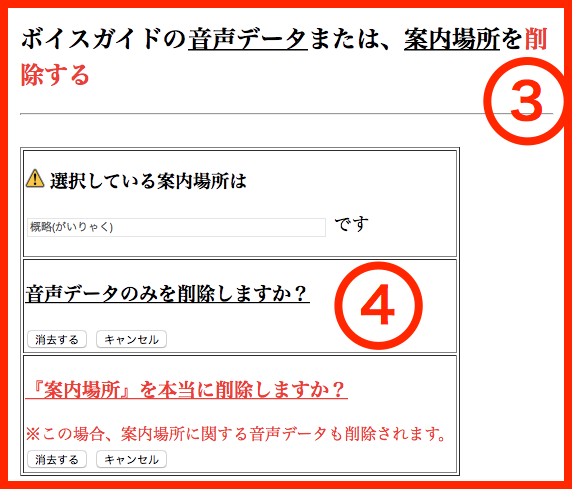 ボイスガイドの音声データまたは、案内場所を削
除する
③
⚠ 選択している案内場所は
概略(がいりゃく) です
音声データのみを削除しますか？
④
消去する キャンセル
『案内場所』を本当に削除しますか？
※この場合、案内場所に関する音声データも削除されます。
消去する キャンセル